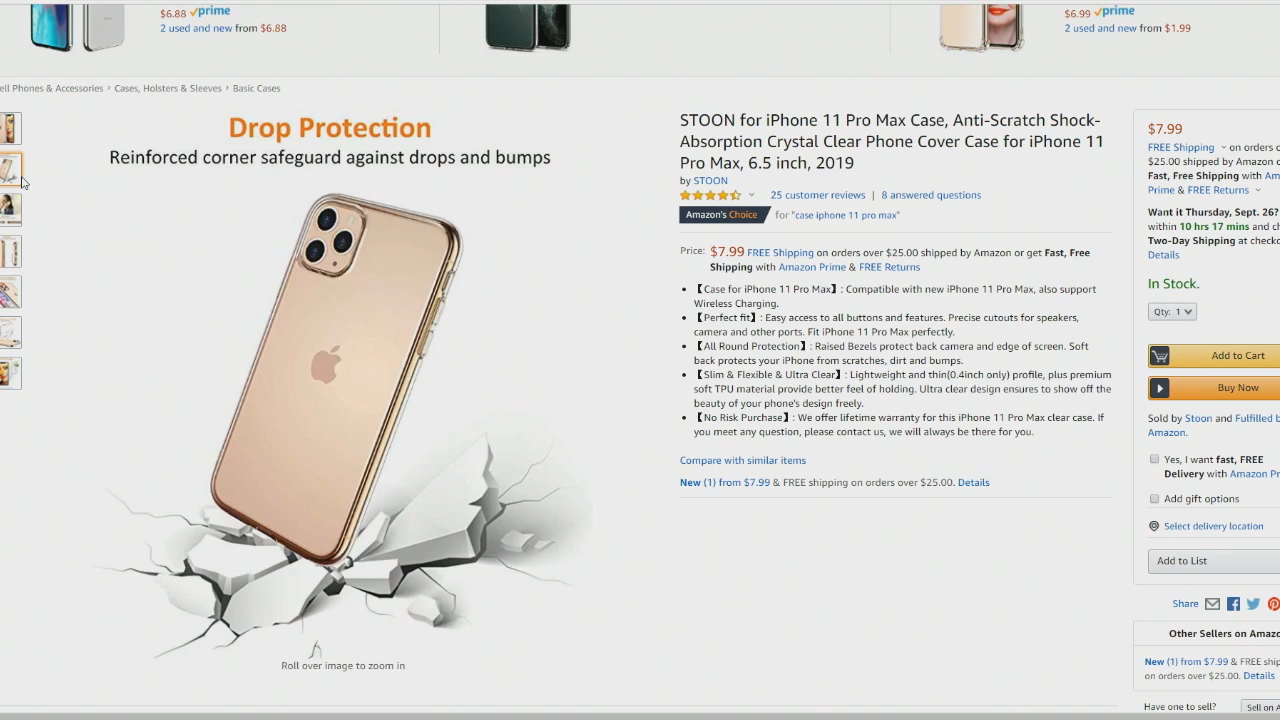 $6.88 prime
2 used and new from $6.88
$6.99 prime
2 used and new from $1.99
ell Phones & Accessories › Cases, Holsters & Sleeves › Basic Cases
Drop Protection
Reinforced corner safeguard against drops and bumps
Roll over image to zoom in
STOON for iPhone 11 Pro Max Case, Anti-Scratch Shock-
Absorption Crystal Clear Phone Cover Case for iPhone 11
Pro Max, 6.5 inch, 2019
by STOON
25 customer reviews | 8 answered questions
Amazon's Choice for "case iphone 11 pro max"
Price: $7.99 FREE Shipping on orders over $25.00 shipped by Amazon or get Fast, Free
Shipping with Amazon Prime & FREE Returns
• 【Case for iPhone 11 Pro Max】: Compatible with new iPhone 11 Pro Max, also support
Wireless Charging.
• 【Perfect fit】: Easy access to all buttons and features. Precise cutouts for speakers,
camera and other ports. Fit iPhone 11 Pro Max perfectly.
• 【All Round Protection】: Raised Bezels protect back camera and edge of screen. Soft
back protects your iPhone from scratches, dirt and bumps.
• 【Slim & Flexible & Ultra Clear】: Lightweight and thin(0.4inch only) profile, plus premium
soft TPU material provide better feel of holding. Ultra clear design ensures to show off the
beauty of your phone's design freely.
• 【No Risk Purchase】: We offer lifetime warranty for this iPhone 11 Pro Max clear case. If
you meet any question, please contact us, we will always be there for you.
Compare with similar items
New (1) from $7.99 & FREE shipping on orders over $25.00. Details
$7.99
FREE Shipping on orders o
$25.00 shipped by Amazon o
Fast, Free Shipping with Am
Prime & FREE Returns
Want it Thursday, Sept. 26?
within 10 hrs 17 mins and ch
Two-Day Shipping at checko
Details
In Stock.
Qty: 1
Add to Cart
Buy Now
Sold by Stoon and Fulfilled b
Amazon.
Yes, I want fast, FREE
Delivery with Amazon Pr
Add gift options
Select delivery location
Add to List
Share
Other Sellers on Amazo
New (1) from $7.99 & FREE ship
on orders over $25.00. Details
Have one to sell? Sell on A